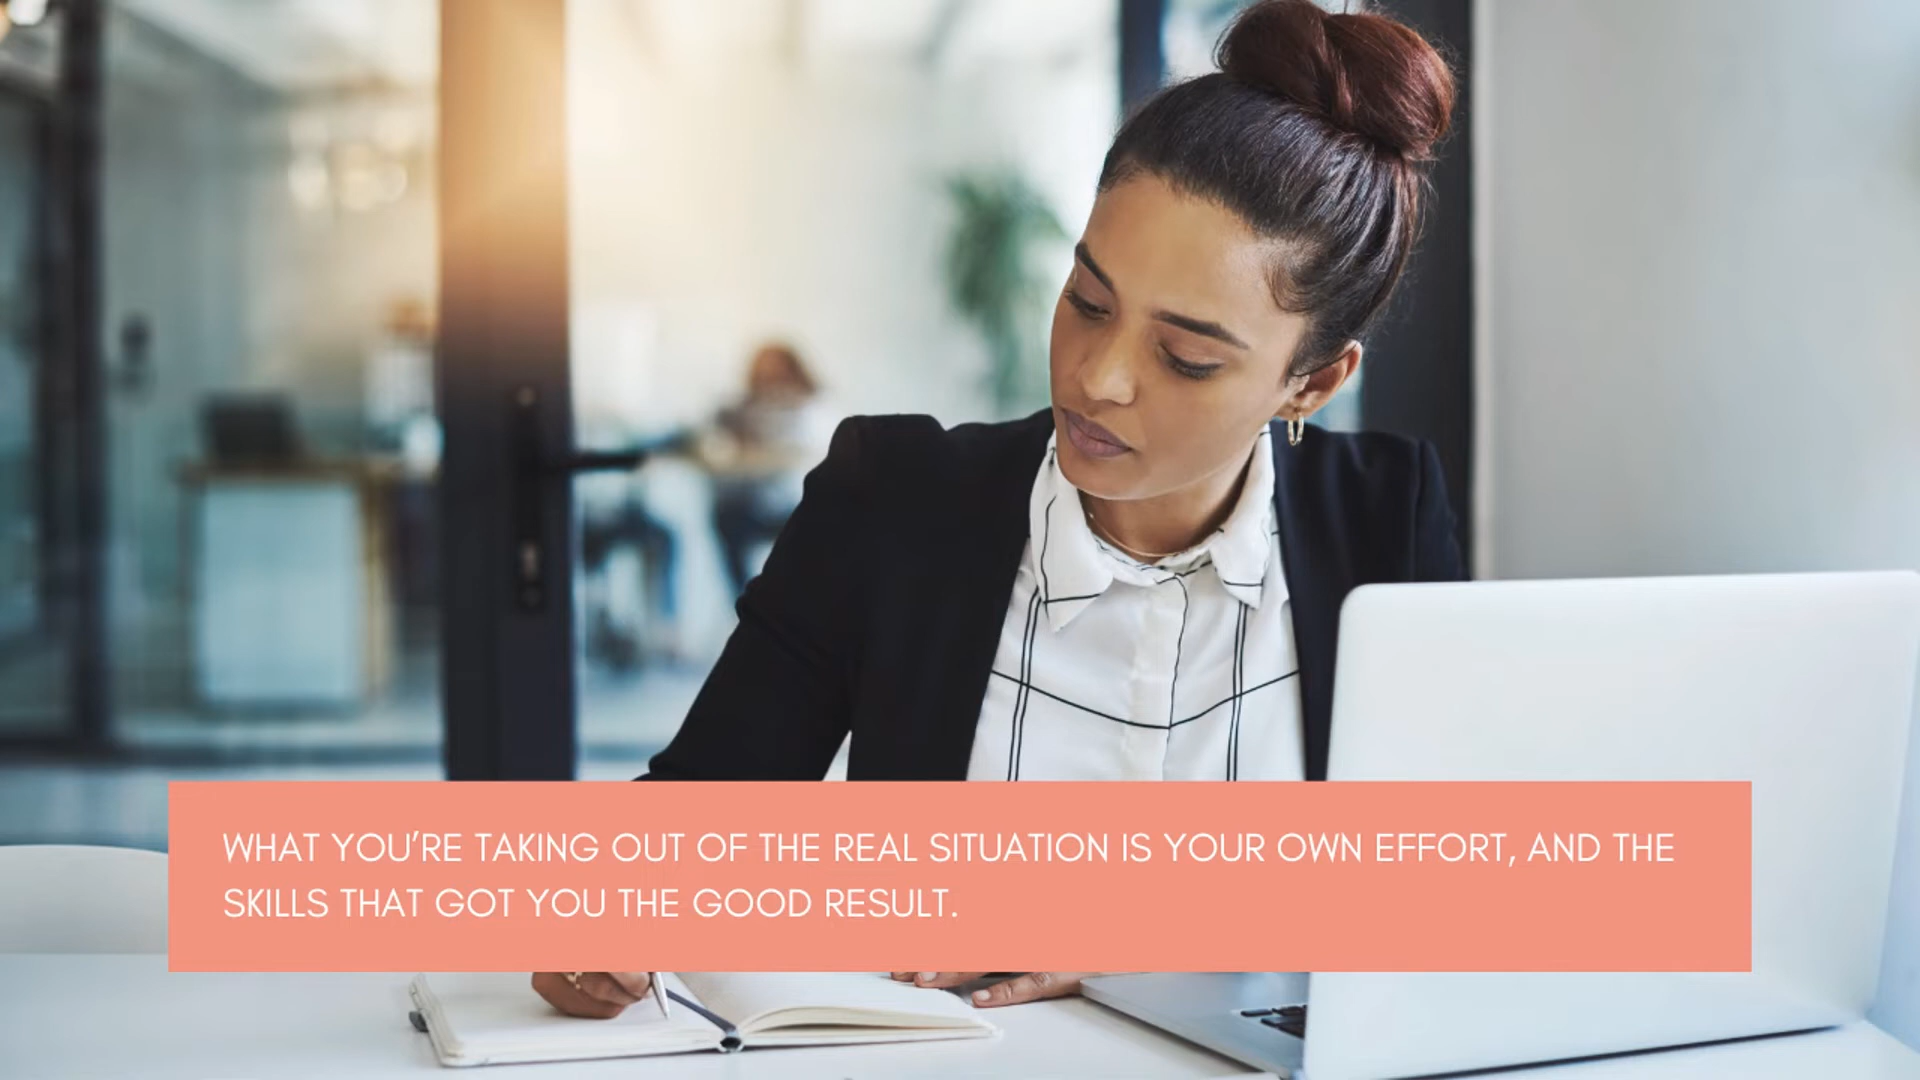 WHAT YOU’RE TAKING OUT OF THE REAL SITUATION IS YOUR OWN EFFORT, AND THE
SKILLS THAT GOT YOU THE GOOD RESULT.